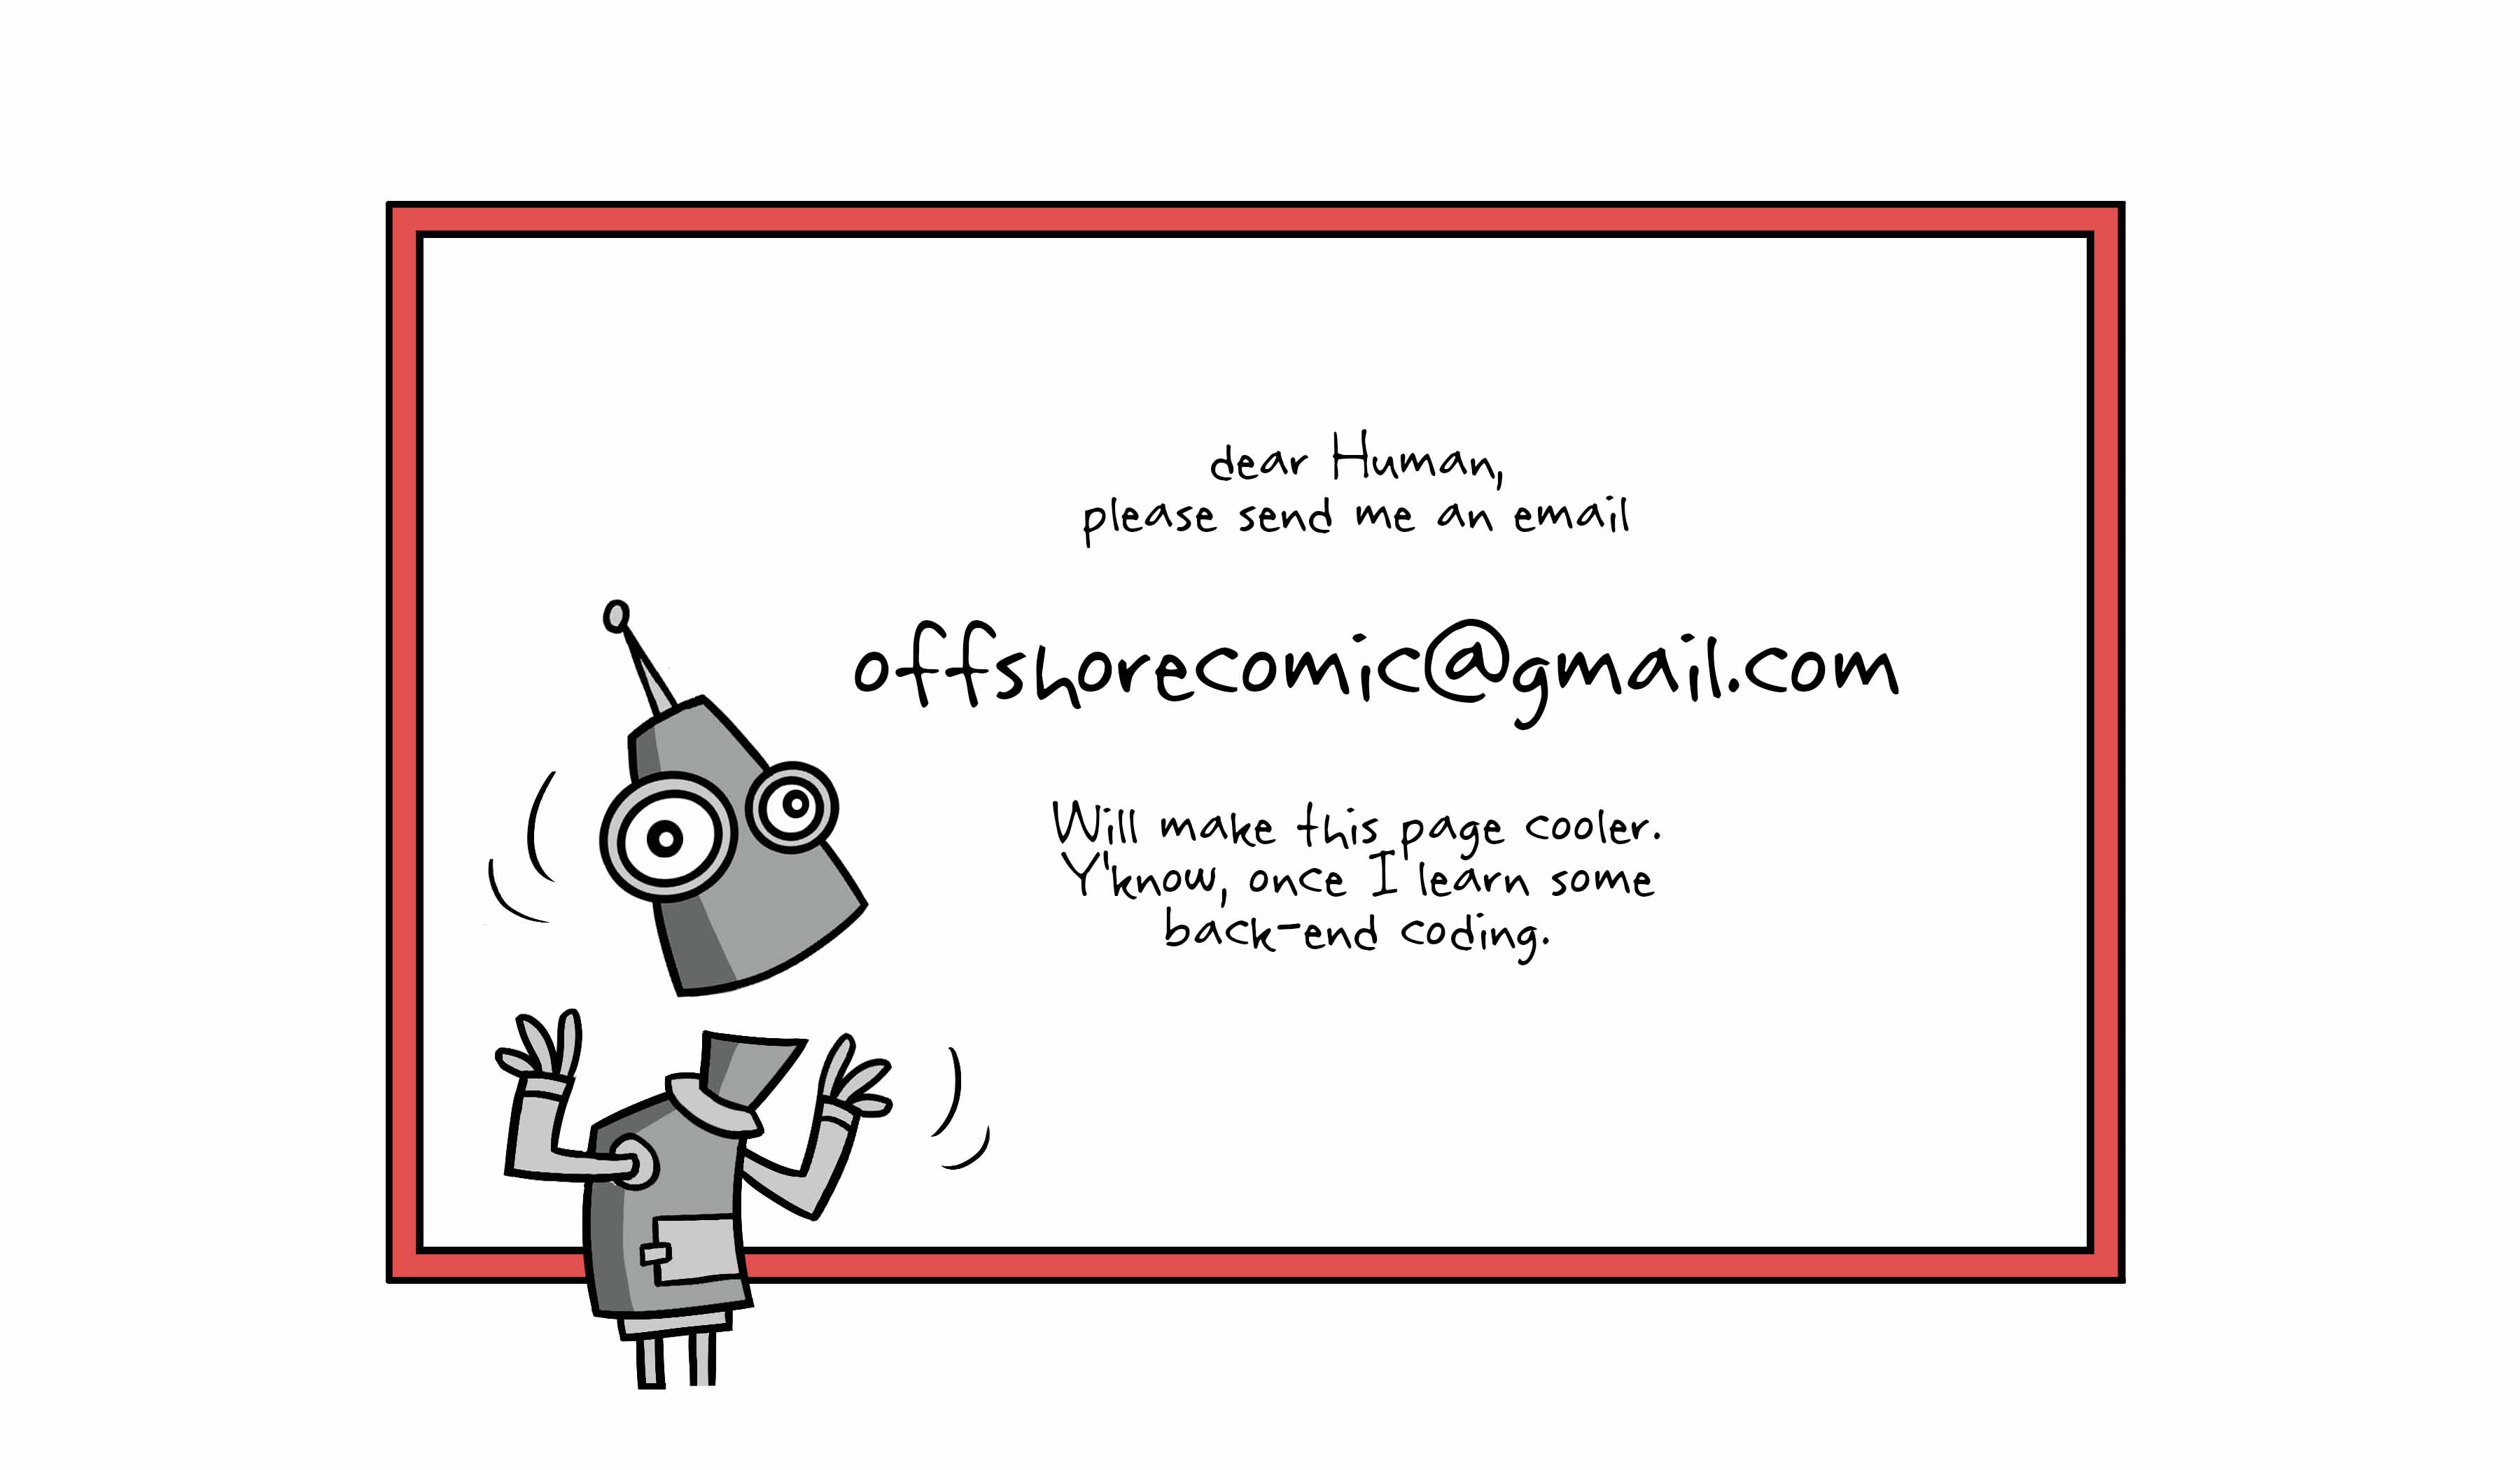 dear Human,
please send me an email
offshorecomic@gmail.com
Will make this page cooler.
Y'know, once I learn some
back-end coding.